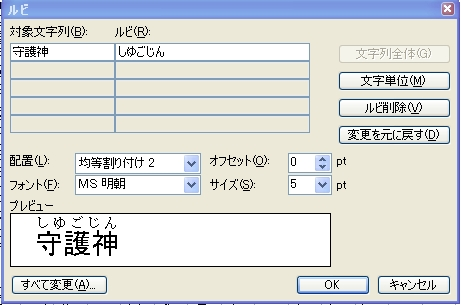 ルビ
対象文字列(B): ルビ(R):
守護神 しゆごじん
文字列全体(G)
文字単位(M)
ルビ削除(V)
変更を元に戻す(D)
配置(L): 均等割り付け 2 オフセット(O): 0 pt
フォント(F): MS 明朝 サイズ(S): 5 pt
プレビュー
しゆごじん
守護神
すべて変更(A)... OK キャンセル